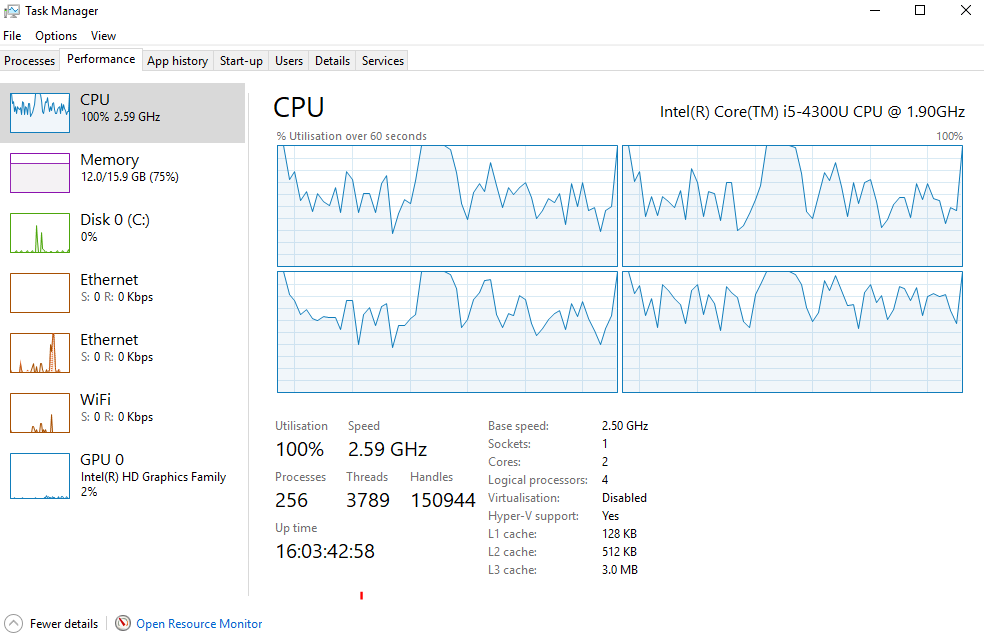 Task Manager
File Options View
Processes Performance App history Start-up Users Details Services
CPU
100% 2.59 GHz
Memory
12.0/15.9 GB (75%)
Disk 0 (C:)
0%
Ethernet
S: 0 R: 0 Kbps
Ethernet
S: 0 R: 0 Kbps
WiFi
S: 0 R: 0 Kbps
GPU 0
Intel(R) HD Graphics Family
2%
CPU
Intel(R) Core(TM) i5-4300U CPU @ 1.90GHz
% Utilisation over 60 seconds
100%
Utilisation Speed
100% 2.59 GHz
Processes Threads Handles
256 3789 150944
Up time
16:03:42:58
Base speed: 2.50 GHz
Sockets: 1
Cores: 2
Logical processors: 4
Virtualisation: Disabled
Hyper-V support: Yes
L1 cache: 128 KB
L2 cache: 512 KB
L3 cache: 3.0 MB
Fewer details
Open Resource Monitor